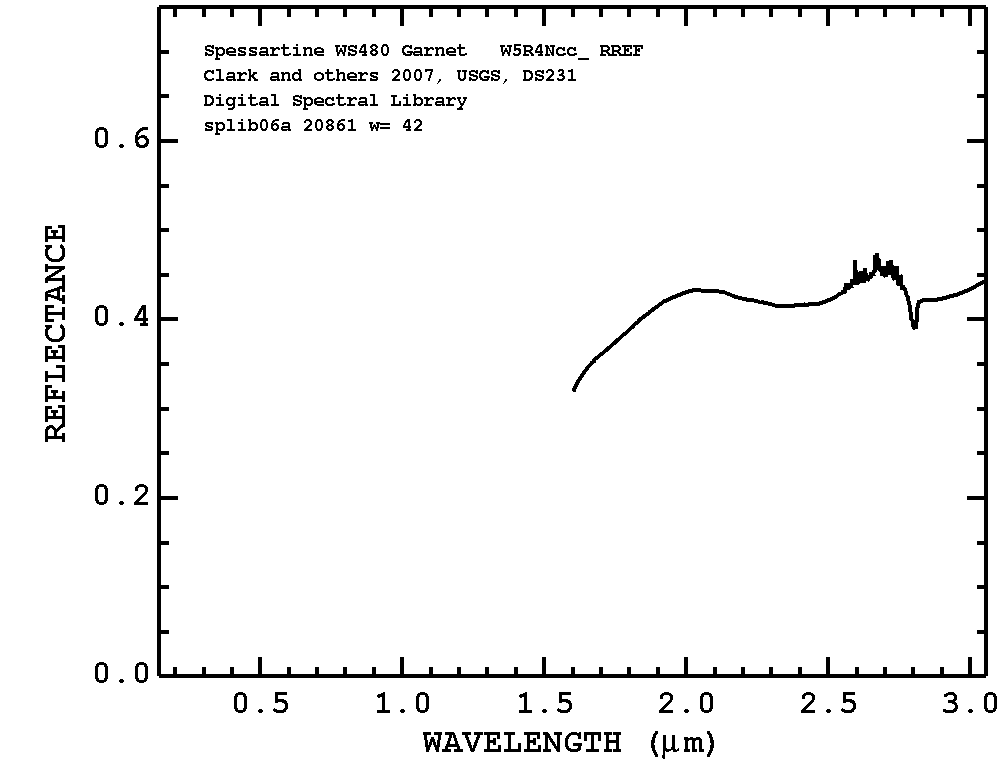 Spessartine WS480 Garnet W5R4Ncc_ RREF
Clark and others 2007, USGS, DS231
Digital Spectral Library
splib06a 20861 w= 42
REFLECTANCE
0.6
0.4
0.2
0.0
0.5 1.0 1.5 2.0 2.5 3.0
WAVELENGTH (μm)